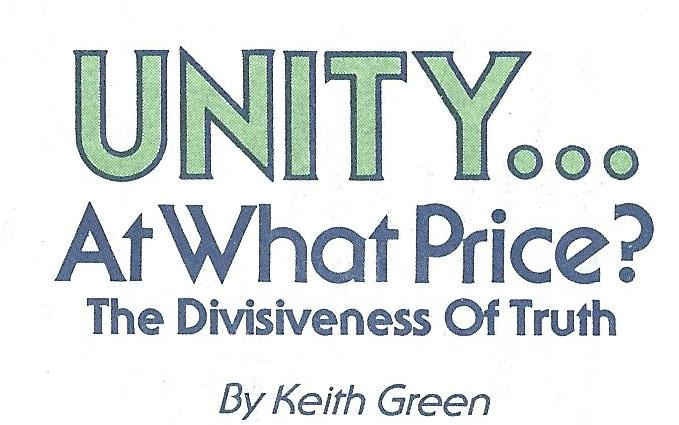 UNITY...
At What Price?
The Divisiveness Of Truth
By Keith Green